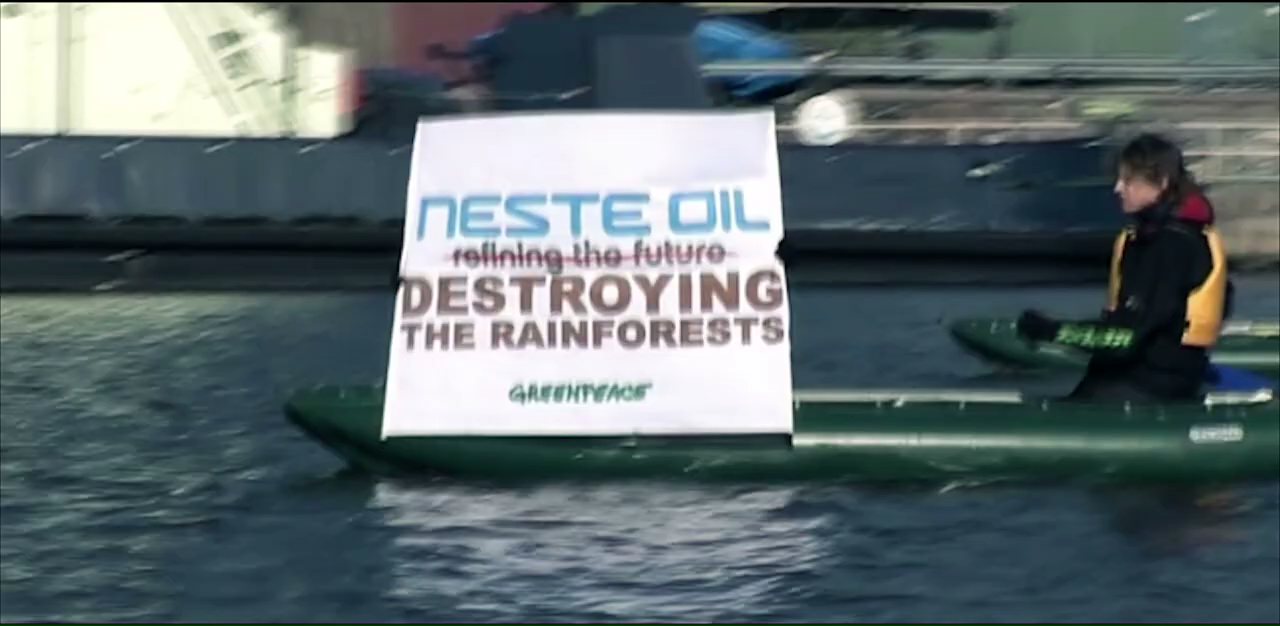 NESTE OIL
refining the future
DESTROYING
THE RAINFORESTS
GREENPEACE